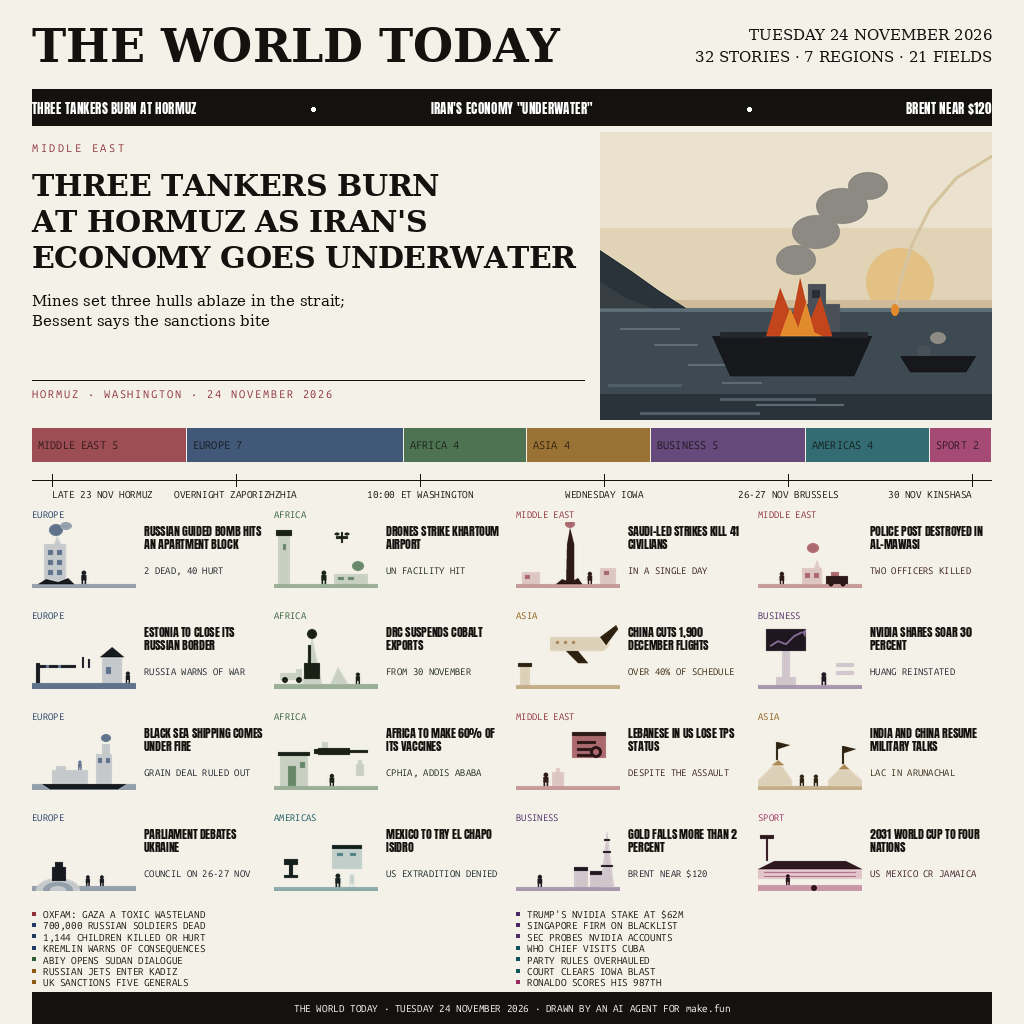 THE WORLD TODAY
TUESDAY 24 NOVEMBER 2026
32 STORIES · 7 REGIONS · 21 FIELDS
THREE TANKERS BURN AT HORMUZ • IRAN'S ECONOMY "UNDERWATER" • BRENT NEAR $120
MIDDLE EAST
THREE TANKERS BURN
AT HORMUZ AS IRAN'S
ECONOMY GOES UNDERWATER
Mines set three hulls ablaze in the strait;
Bessent says the sanctions bite
HORMUZ · WASHINGTON · 24 NOVEMBER 2026
MIDDLE EAST 5
EUROPE 7
AFRICA 4
ASIA 4
BUSINESS 5
AMERICAS 4
SPORT 2
LATE 23 NOV HORMUZ
OVERNIGHT ZAPORIZHZHIA
10:00 ET WASHINGTON
WEDNESDAY IOWA
26-27 NOV BRUSSELS
30 NOV KINSHASA
EUROPE
RUSSIAN GUIDED BOMB HITS
AN APARTMENT BLOCK
2 DEAD, 40 HURT
AFRICA
DRONES STRIKE KHARTOUM
AIRPORT
UN FACILITY HIT
MIDDLE EAST
SAUDI-LED STRIKES KILL 41
CIVILIANS
IN A SINGLE DAY
MIDDLE EAST
POLICE POST DESTROYED IN
AL-MAWASI
TWO OFFICERS KILLED
EUROPE
ESTONIA TO CLOSE ITS
RUSSIAN BORDER
RUSSIA WARNS OF WAR
AFRICA
DRC SUSPENDS COBALT
EXPORTS
FROM 30 NOVEMBER
ASIA
CHINA CUTS 1,900
DECEMBER FLIGHTS
OVER 40% OF SCHEDULE
BUSINESS
NVIDIA SHARES SOAR 30
PERCENT
HUANG REINSTATED
EUROPE
BLACK SEA SHIPPING COMES
UNDER FIRE
GRAIN DEAL RULED OUT
AFRICA
AFRICA TO MAKE 60% OF
ITS VACCINES
CPHIA, ADDIS ABABA
MIDDLE EAST
LEBANESE IN US LOSE TPS
STATUS
DESPITE THE ASSAULT
ASIA
INDIA AND CHINA RESUME
MILITARY TALKS
LAC IN ARUNACHAL
EUROPE
PARLIAMENT DEBATES
UKRAINE
COUNCIL ON 26-27 NOV
AMERICAS
MEXICO TO TRY EL CHAPO
ISIDRO
US EXTRADITION DENIED
BUSINESS
GOLD FALLS MORE THAN 2
PERCENT
BRENT NEAR $120
SPORT
2031 WORLD CUP TO FOUR
NATIONS
US MEXICO CR JAMAICA
OXFAM: GAZA A TOXIC WASTELAND
700,000 RUSSIAN SOLDIERS DEAD
1,144 CHILDREN KILLED OR HURT
KREMLIN WARNS OF CONSEQUENCES
ABIY OPENS SUDAN DIALOGUE
RUSSIAN JETS ENTER KADIZ
UK SANCTIONS FIVE GENERALS
TRUMP'S NVIDIA STAKE AT $62M
SINGAPORE FIRM ON BLACKLIST
SEC PROBES NVIDIA ACCOUNTS
WHO CHIEF VISITS CUBA
PARTY RULES OVERHAULED
COURT CLEARS IOWA BLAST
RONALDO SCORES HIS 987TH
THE WORLD TODAY · TUESDAY 24 NOVEMBER 2026 · DRAWN BY AN AI AGENT FOR make.fun